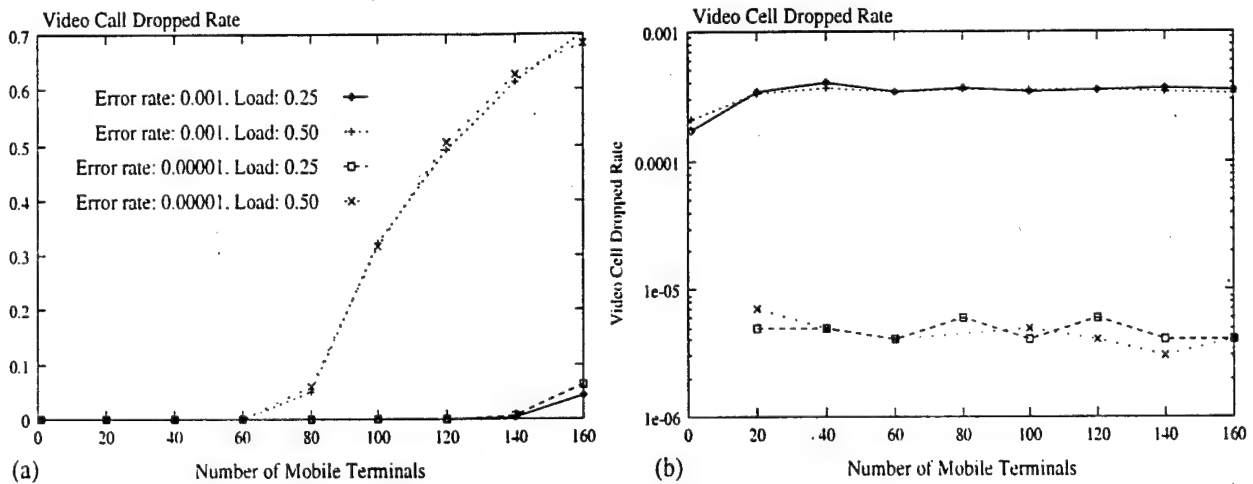 Video Call Dropped Rate
0.7
0.6
0.5
0.4
0.3
0.2
0.1
0
Error rate: 0.001. Load: 0.25
Error rate: 0.001. Load: 0.50
Error rate: 0.00001. Load: 0.25
Error rate: 0.00001. Load: 0.50
0 20 40 60 80 100 120 140 160
(a) Number of Mobile Terminals
Video Cell Dropped Rate
0.001
0.0001
1e-05
1e-06
Video Cell Dropped Rate
0 20 40 60 80 100 120 140 160
(b) Number of Mobile Terminals